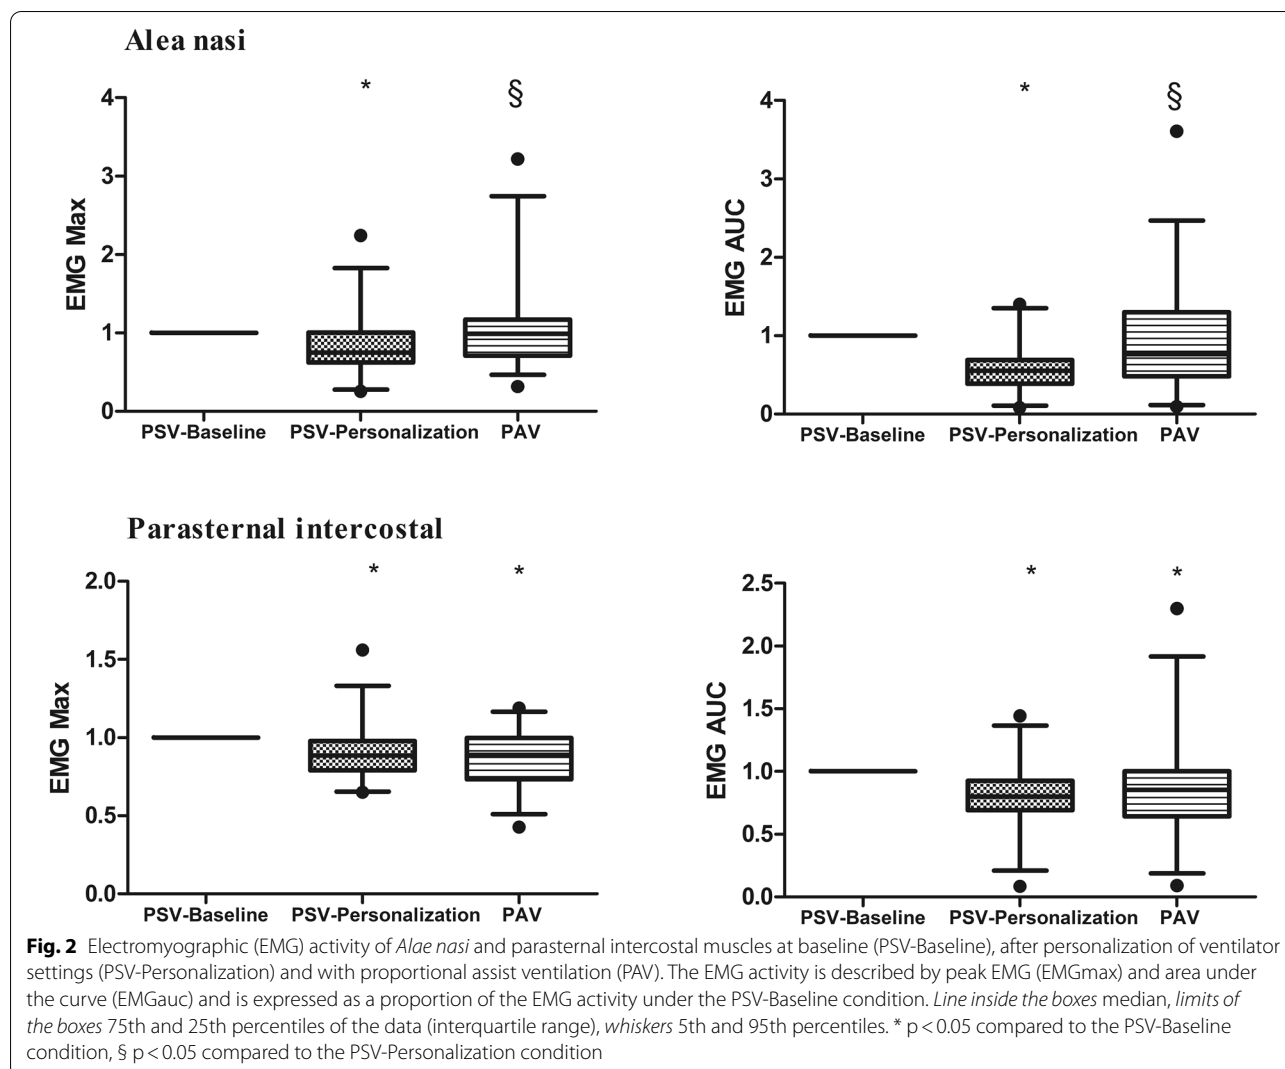 Alea nasi
*
§
4
3
2
1
0
EMG Max
PSV-Baseline
PSV-Personalization
PAV
*
§
4
3
2
1
0
EMG AUC
PSV-Baseline
PSV-Personalization
PAV
Parasternal intercostal
*
*
2.0
1.5
1.0
0.5
0.0
EMG Max
PSV-Baseline
PSV-Personalization
PAV
*
*
2.5
2.0
1.5
1.0
0.5
0.0
EMG AUC
PSV-Baseline
PSV-Personalization
PAV
Fig. 2 Electromyographic (EMG) activity of Alae nasi and parasternal intercostal muscles at baseline (PSV-Baseline), after personalization of ventilator
settings (PSV-Personalization) and with proportional assist ventilation (PAV). The EMG activity is described by peak EMG (EMGmax) and area under
the curve (EMGauc) and is expressed as a proportion of the EMG activity under the PSV-Baseline condition. Line inside the boxes median, limits of
the boxes 75th and 25th percentiles of the data (interquartile range), whiskers 5th and 95th percentiles. * p < 0.05 compared to the PSV-Baseline
condition, § p < 0.05 compared to the PSV-Personalization condition